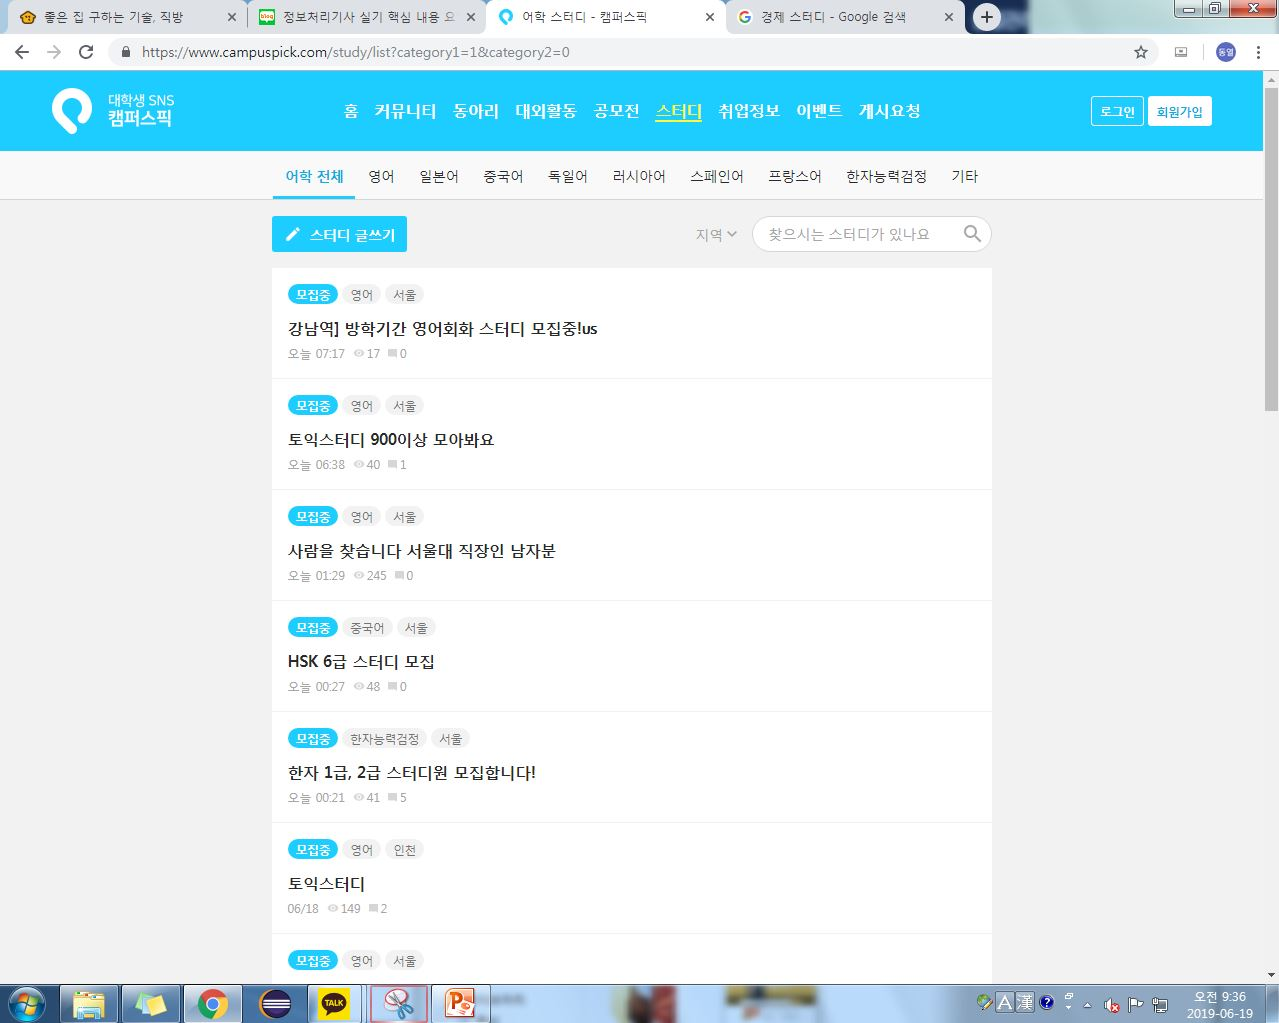 좋은 집 구하는 기술, 직방
정보처리기사 실기 핵심 내용 요
어학 스터디 - 캠퍼스픽
경제 스터디 - Google 검색
https://www.campuspick.com/study/list?category1=1&category2=0
동열
대학생 SNS
캠퍼스픽
홈 커뮤니티 동아리 대외활동 공모전 스터디 취업정보 이벤트 게시요청
로그인 회원가입
어학 전체 영어 일본어 중국어 독일어 러시아어 스페인어 프랑스어 한자능력검정 기타
스터디 글쓰기
지역
찾으시는 스터디가 있나요
모집중 영어 서울
강남역] 방학기간 영어회화 스터디 모집중!us
오늘 07:17 17 0
모집중 영어 서울
토익스터디 900이상 모아봐요
오늘 06:38 40 1
모집중 영어 서울
사람을 찾습니다 서울대 직장인 남자분
오늘 01:29 245 0
모집중 중국어 서울
HSK 6급 스터디 모집
오늘 00:27 48 0
모집중 한자능력검정 서울
한자 1급, 2급 스터디원 모집합니다!
오늘 00:21 41 5
모집중 영어 인천
토익스터디
06/18 149 2
모집중 영어 서울
TALK
A 漢
오전 9:36
2019-06-19